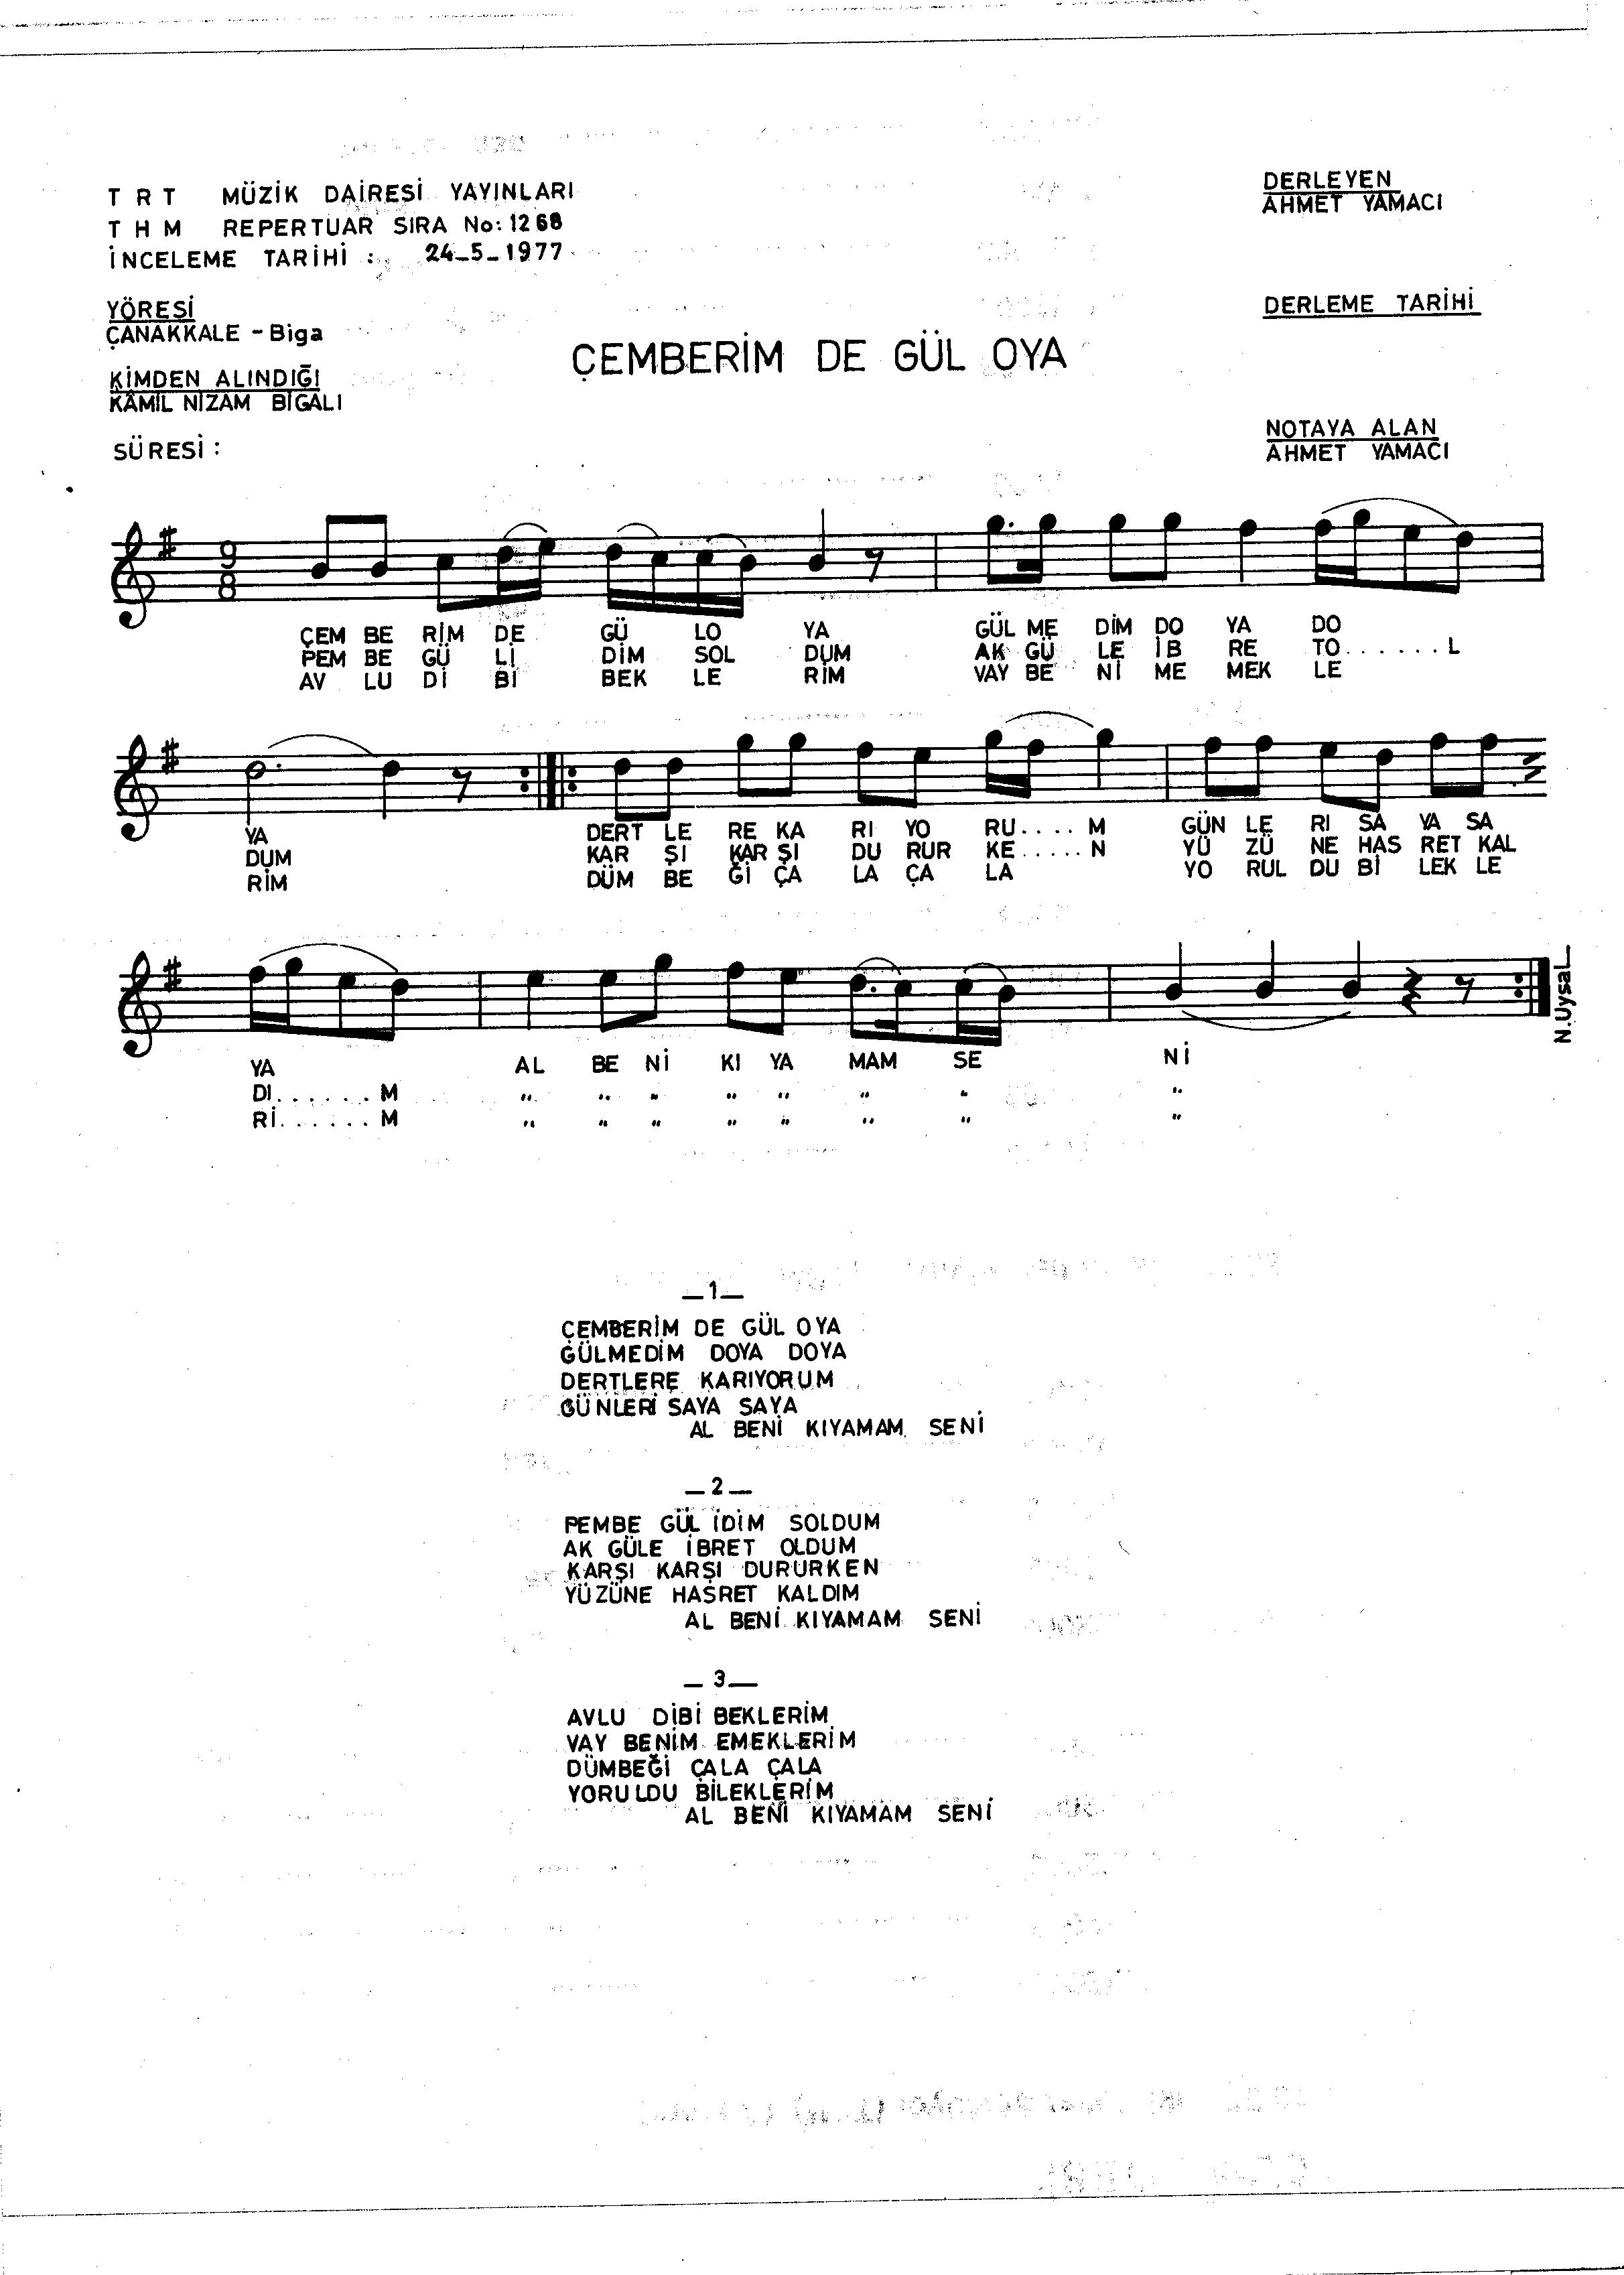 TRT MÜZİK DAİRESİ YAYINLARI
THM REPERTUAR SIRA No: 1268
İNCELEME TARİHİ : 24_5_1977
DERLEYEN
AHMET YAMACI
YÖRESİ
ÇANAKKALE - Biga
DERLEME TARİHİ
ÇEMBERİM DE GÜL OYA
KİMDEN ALINDIĞI
KÂMİL NİZAM BİGALI
SÜRESİ :
NOTAYA ALAN
AHMET YAMACI
9
8
ÇEM BE RİM DE GÜ LO YA GÜL ME DİM DO YA DO
PEM BE GÜ Lİ DİM SOL DUM AK GÜ LE İB RE TO......L
AV LU Dİ Bİ BEK LE RİM VAY BE Nİ ME MEK LE
YA DERT LE RE KA RI YO RU.... M GÜN LE RI SA YA SA
DUM KAR ŞI KAR ŞI DU RUR KE..... N YÜ ZÜ NE HAS RET KAL
RİM DÜM BE Ğİ ÇA LA ÇA LA YO RUL DU Bİ LEK LE
YA AL BE Nİ KI YA MAM SE Nİ
DI...... M " " " " " " " "
Rİ...... M " " " " " " " "
N.Uysal
_1_
ÇEMBERİM DE GÜL OYA
GÜLMEDİM DOYA DOYA
DERTLERE KARIYORUM
GÜNLERİ SAYA SAYA
AL BENİ KIYAMAM SENİ
_2_
PEMBE GÜL İDİM SOLDUM
AK GÜLE İBRET OLDUM
KARŞI KARŞI DURURKEN
YÜZÜNE HASRET KALDIM
AL BENİ KIYAMAM SENİ
_3_
AVLU DİBİ BEKLERİM
VAY BENİM EMEKLERİM
DÜMBEĞİ ÇALA ÇALA
YORULDU BİLEKLERİM
AL BENİ KIYAMAM SENİ